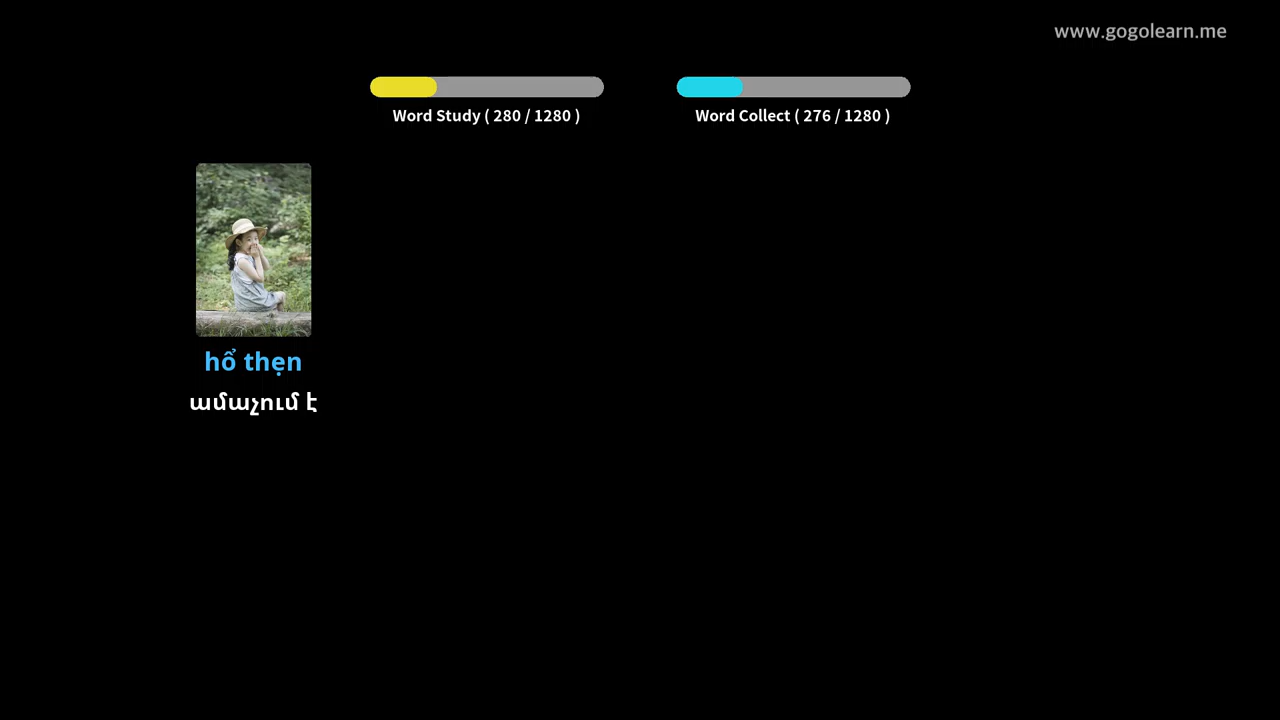 www.gogolearn.me
Word Study ( 280 / 1280 )
Word Collect ( 276 / 1280 )
hổ thẹn
ամաչում է